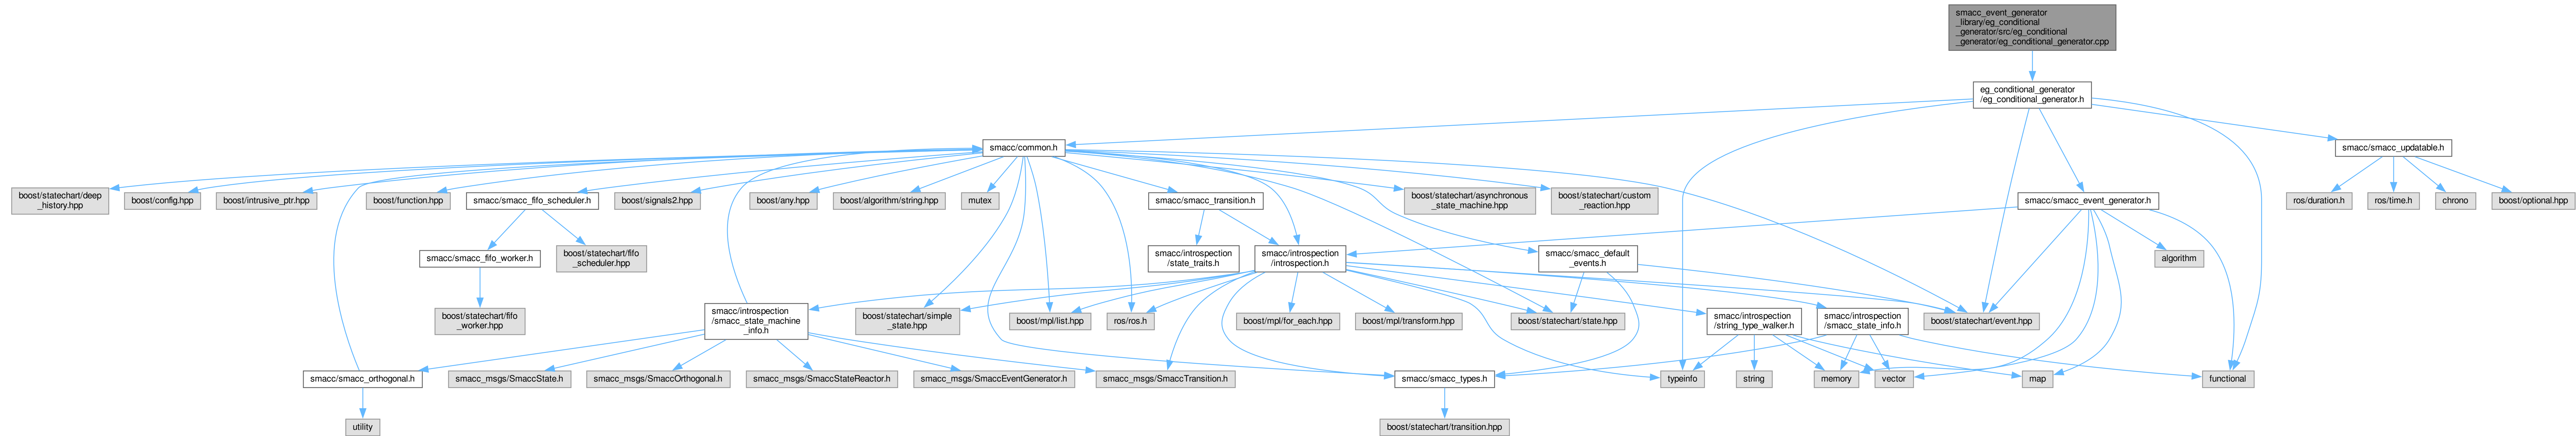 smacc_event_generator
_library/eg_conditional
_generator/src/eg_conditional
_generator/eg_conditional_generator.cpp
eg_conditional_generator
/eg_conditional_generator.h
smacc/common.h
smacc/smacc_updatable.h
boost/statechart/deep
_history.hpp
boost/config.hpp
boost/intrusive_ptr.hpp
boost/function.hpp
smacc/smacc_fifo_scheduler.h
boost/signals2.hpp
boost/any.hpp
boost/algorithm/string.hpp
mutex
smacc/smacc_transition.h
boost/statechart/asynchronous
_state_machine.hpp
boost/statechart/custom
_reaction.hpp
smacc/smacc_event_generator.h
ros/duration.h
ros/time.h
chrono
boost/optional.hpp
smacc/smacc_fifo_worker.h
boost/statechart/fifo
_scheduler.hpp
smacc/introspection
/state_traits.h
smacc/introspection
/introspection.h
smacc/smacc_default
_events.h
algorithm
boost/statechart/fifo
_worker.hpp
smacc/introspection
/smacc_state_machine
_info.h
boost/statechart/simple
_state.hpp
boost/mpl/list.hpp
ros/ros.h
boost/mpl/for_each.hpp
boost/mpl/transform.hpp
boost/statechart/state.hpp
smacc/introspection
/string_type_walker.h
smacc/introspection
/smacc_state_info.h
boost/statechart/event.hpp
smacc/smacc_orthogonal.h
smacc_msgs/SmaccState.h
smacc_msgs/SmaccOrthogonal.h
smacc_msgs/SmaccStateReactor.h
smacc_msgs/SmaccEventGenerator.h
smacc_msgs/SmaccTransition.h
smacc/smacc_types.h
typeinfo
string
memory
vector
map
functional
utility
boost/statechart/transition.hpp